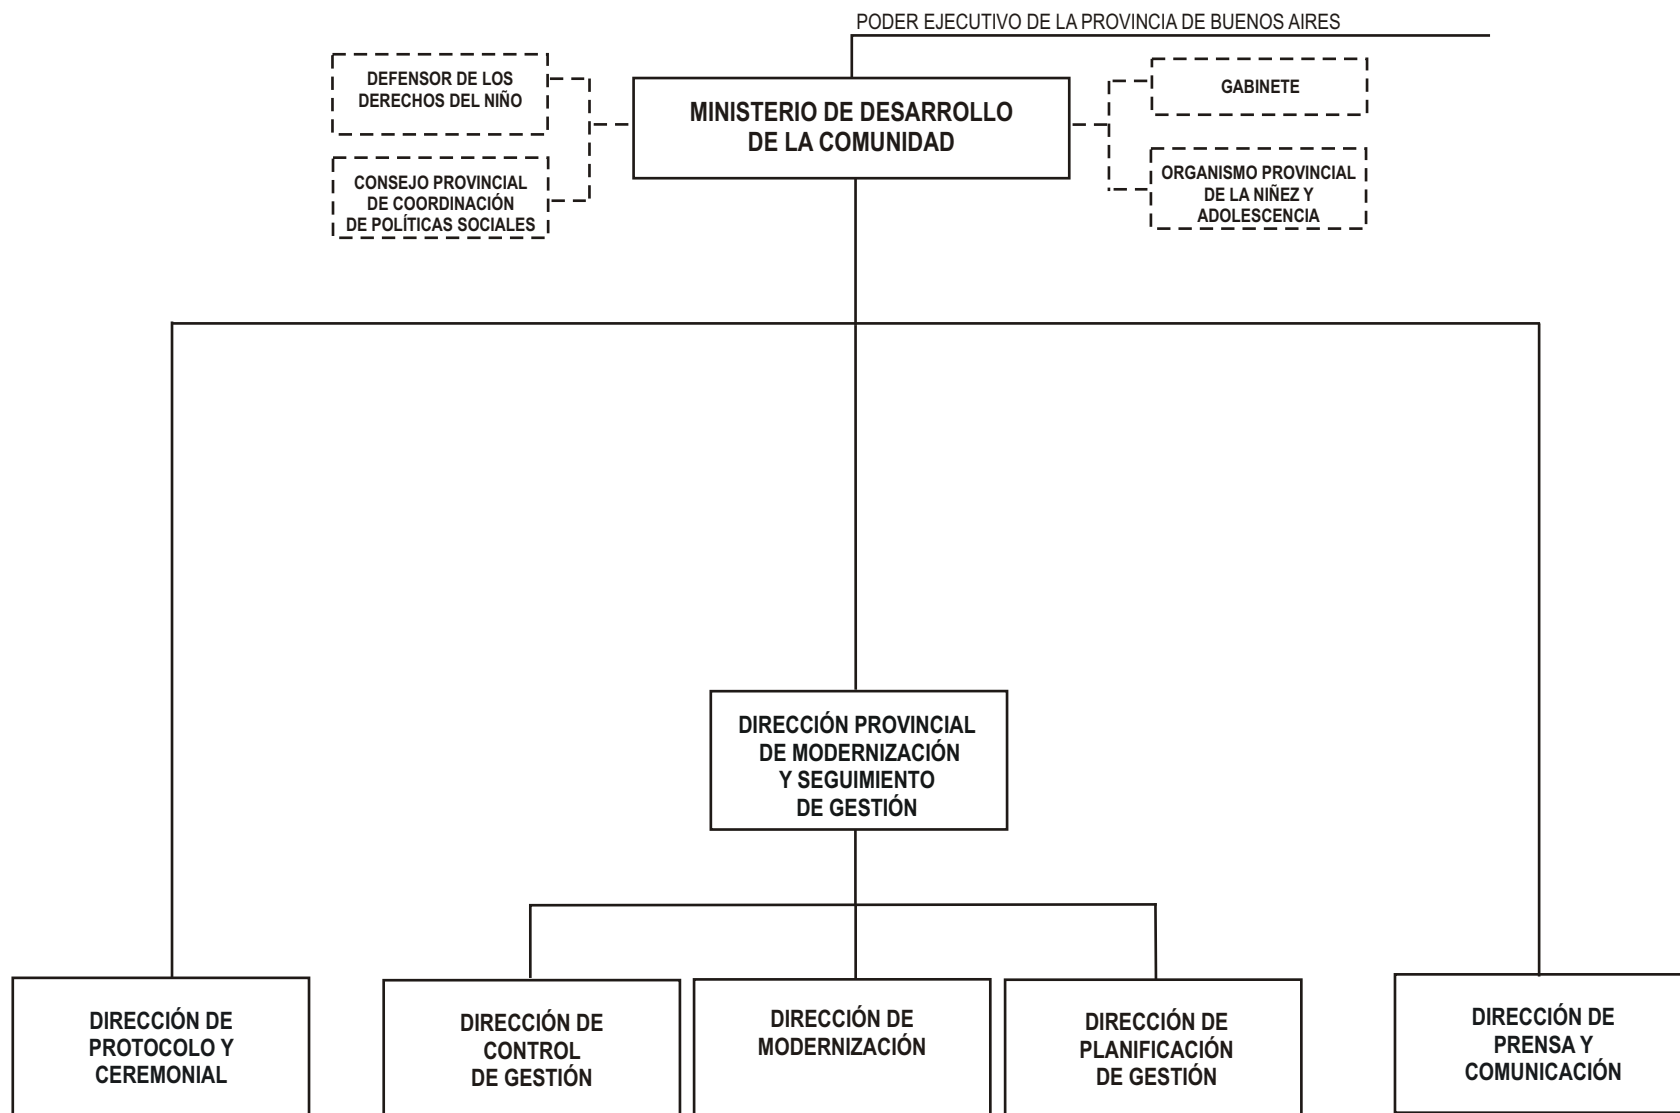 PODER EJECUTIVO DE LA PROVINCIA DE BUENOS AIRES
DEFENSOR DE LOS
DERECHOS DEL NIÑO
MINISTERIO DE DESARROLLO
DE LA COMUNIDAD
GABINETE
CONSEJO PROVINCIAL
DE COORDINACIÓN
DE POLÍTICAS SOCIALES
ORGANISMO PROVINCIAL
DE LA NIÑEZ Y
ADOLESCENCIA
DIRECCIÓN PROVINCIAL
DE MODERNIZACIÓN
Y SEGUIMIENTO
DE GESTIÓN
DIRECCIÓN DE
PROTOCOLO Y
CEREMONIAL
DIRECCIÓN DE
CONTROL
DE GESTIÓN
DIRECCIÓN DE
MODERNIZACIÓN
DIRECCIÓN DE
PLANIFICACIÓN
DE GESTIÓN
DIRECCIÓN DE
PRENSA Y
COMUNICACIÓN